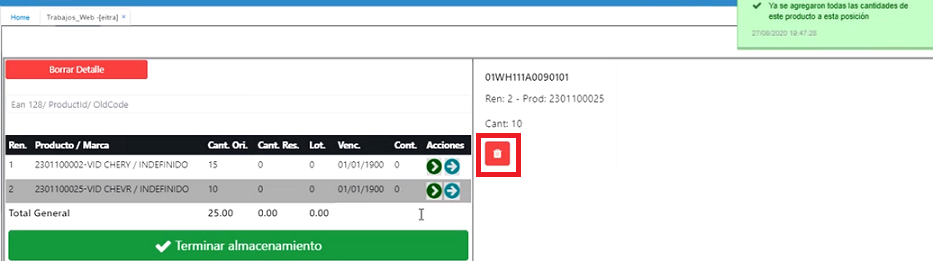 Home Trabajos_Web -[eitra] ×
Ya se agregaron todas las cantidades de
este producto a esta posición
27/08/2020 19:47:28
Borrar Detalle
Ean 128/ ProductId/ OldCode
Ren. Producto / Marca Cant. Ori. Cant. Res. Lot. Venc. Cont. Acciones
1 2301100002-VID CHERY / INDEFINIDO 15 0 0 01/01/1900 0
2 2301100025-VID CHEVR / INDEFINIDO 10 0 0 01/01/1900 0
Total General 25.00 0.00 0.00
Terminar almacenamiento
01WH111A0090101
Ren: 2 - Prod: 2301100025
Cant: 10